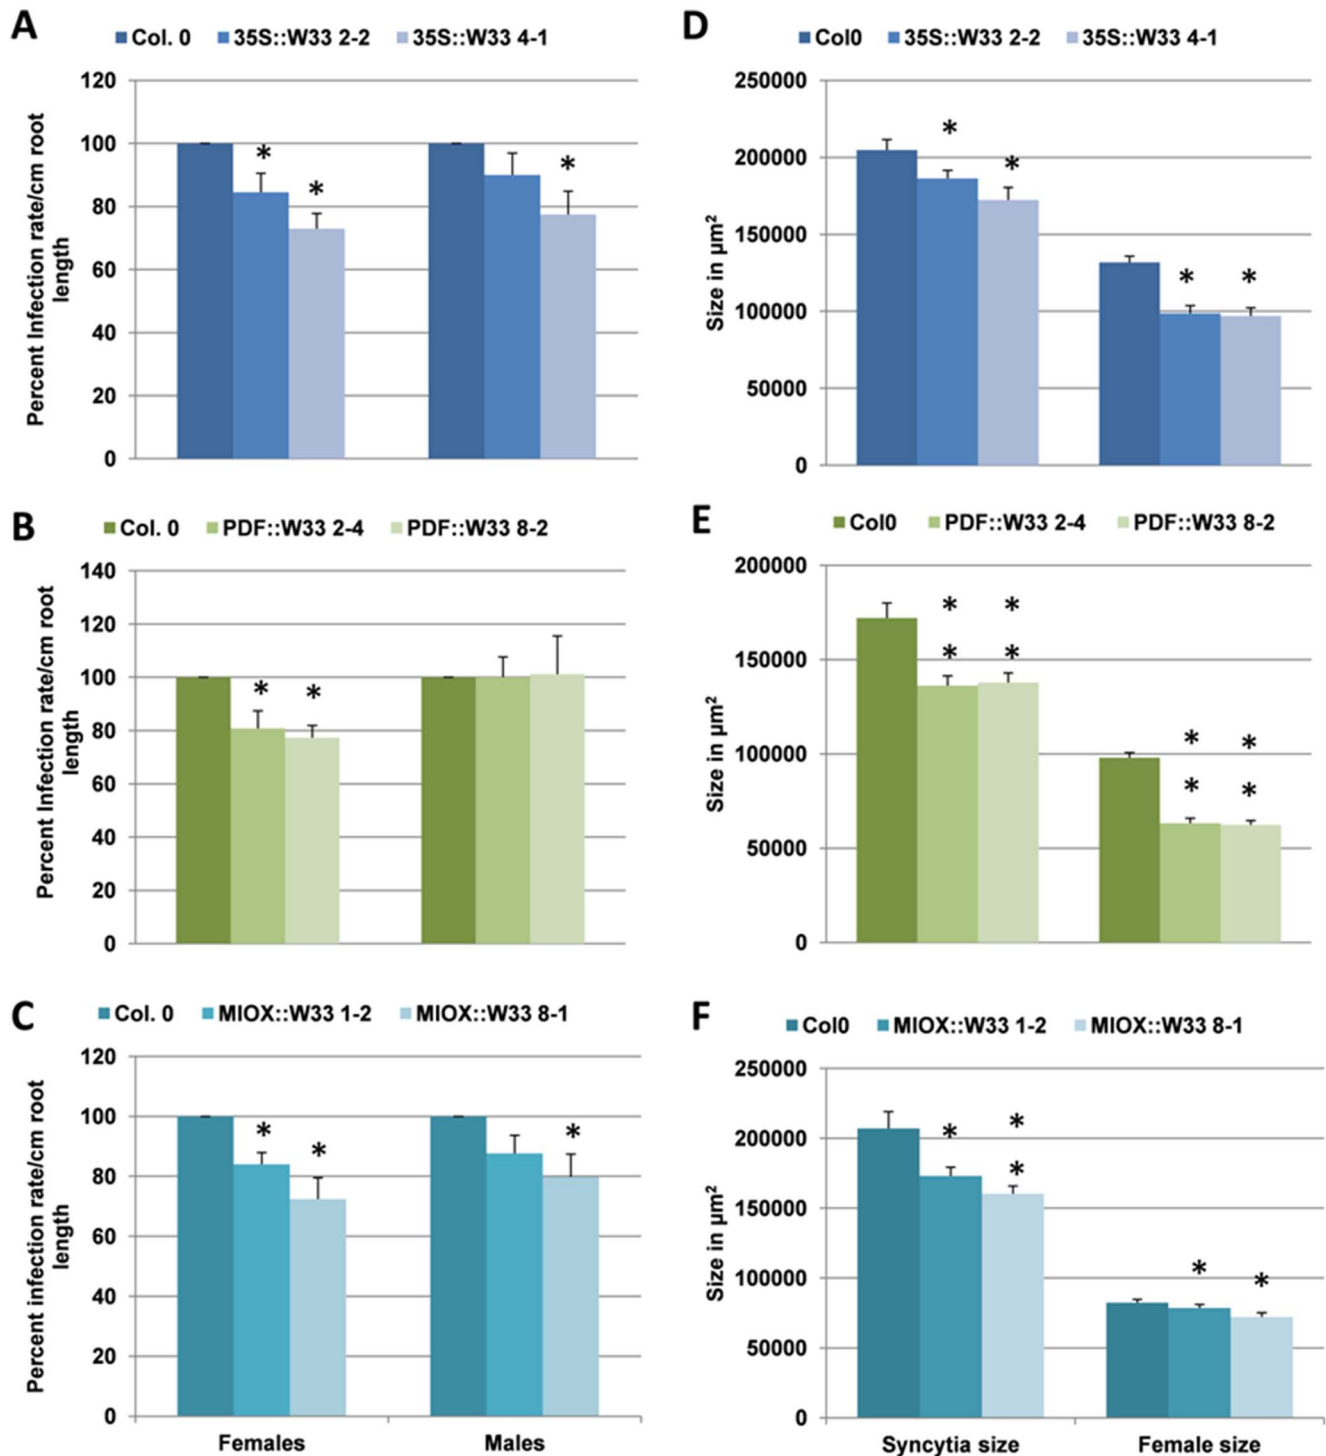 A
Col. 0 35S::W33 2-2 35S::W33 4-1
Percent Infection rate/cm root
length
120
100
80
60
40
20
0
* * *
D
Col0 35S::W33 2-2 35S::W33 4-1
Size in µm²
250000
200000
150000
100000
50000
0
* * * *
B
Col. 0 PDF::W33 2-4 PDF::W33 8-2
Percent Infection rate/cm root
length
140
120
100
80
60
40
20
0
* *
E
Col0 PDF::W33 2-4 PDF::W33 8-2
Size in µm²
200000
150000
100000
50000
0
* *
* *
* *
* *
C
Col. 0 MIOX::W33 1-2 MIOX::W33 8-1
Percent infection rate/cm root
length
120
100
80
60
40
20
0
* * *
Females Males
F
Col0 MIOX::W33 1-2 MIOX::W33 8-1
Size in µm²
250000
200000
150000
100000
50000
0
* *
*
* *
Syncytia size Female size